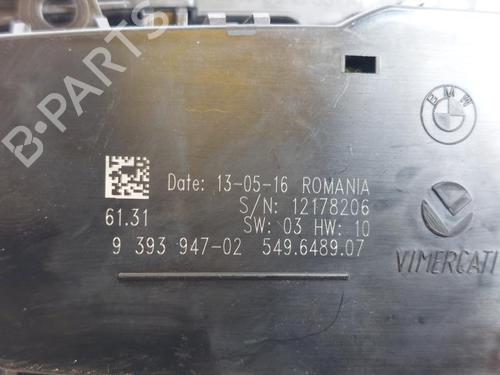 B-PARTS
BMW
Date: 13-05-16 ROMANIA
S/N: 12178206
61.31
SW: 03 HW: 10
9 393 947-02 549.6489.07
VIMERCATI